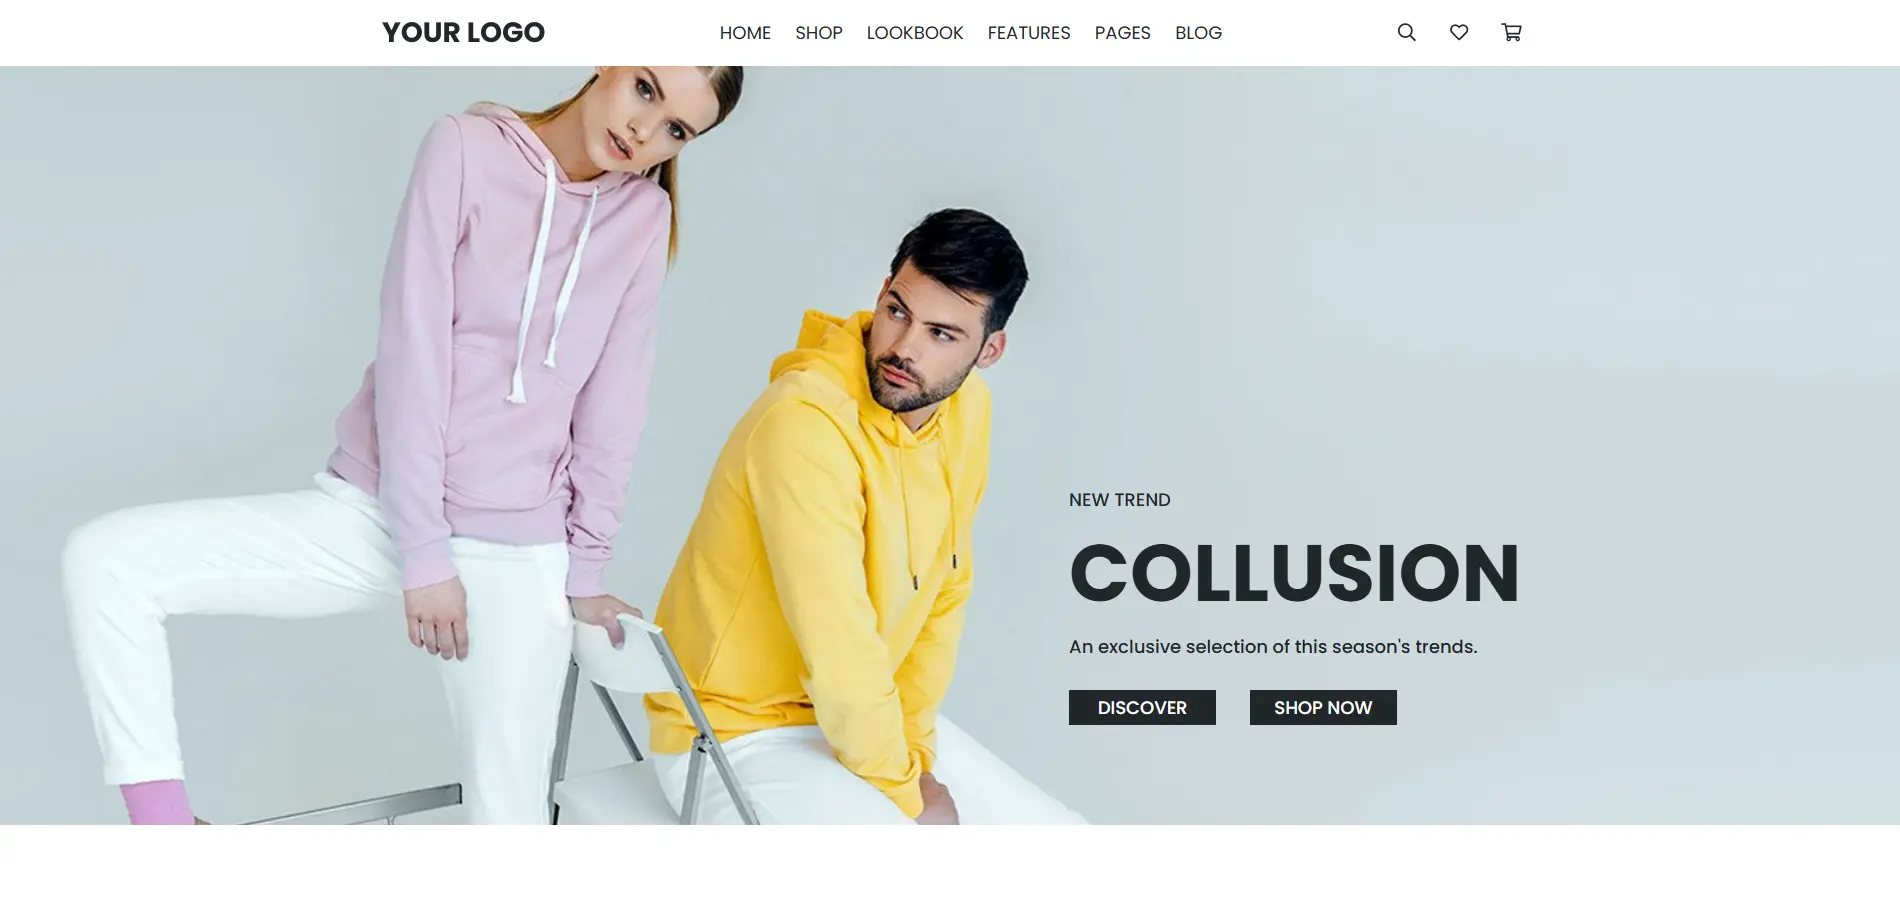 YOUR LOGO
HOME SHOP LOOKBOOK FEATURES PAGES BLOG
NEW TREND
COLLUSION
An exclusive selection of this season's trends.
DISCOVER SHOP NOW